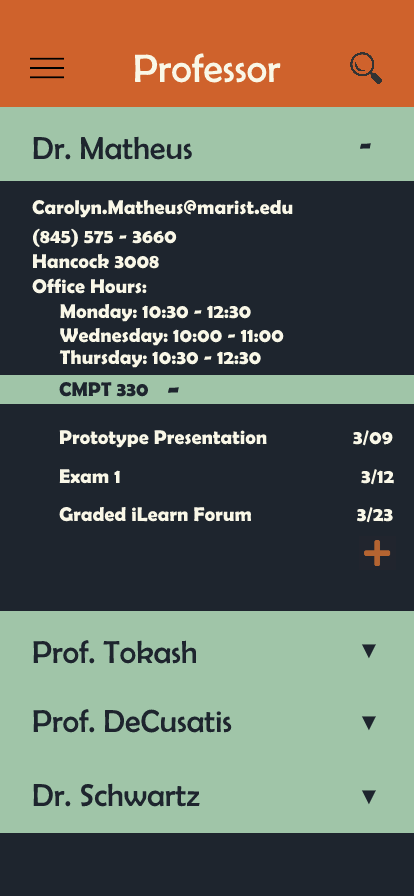 Professor
Dr. Matheus -
Carolyn.Matheus@marist.edu
(845) 575 - 3660
Hancock 3008
Office Hours:
Monday: 10:30 - 12:30
Wednesday: 10:00 - 11:00
Thursday: 10:30 - 12:30
CMPT 330 -
Prototype Presentation 3/09
Exam 1 3/12
Graded iLearn Forum 3/23
+
Prof. Tokash ▼
Prof. DeCusatis ▼
Dr. Schwartz ▼